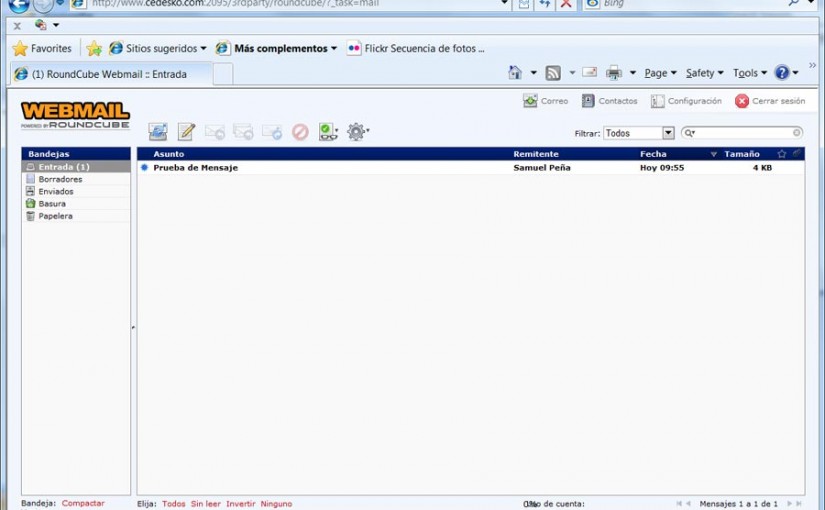 http://www.cedesko.com:2095/3rdparty/roundcube/?_task=mail
Bing
x
Favorites Sitios sugeridos Más complementos Flickr Secuencia de fotos ...
(1) RoundCube Webmail :: Entrada
Page Safety Tools
Correo Contactos Configuración Cerrar sesión
WEBMAIL
POWERED BY ROUNDCUBE
Filtrar: Todos
Bandejas
Entrada (1)
Borradores
Enviados
Basura
Papelera
Asunto Remitente Fecha Tamaño
Prueba de Mensaje Samuel Peña Hoy 09:55 4 KB
Bandeja: Compactar
Elija: Todos Sin leer Invertir Ninguno
de cuenta:
Mensajes 1 a 1 de 1